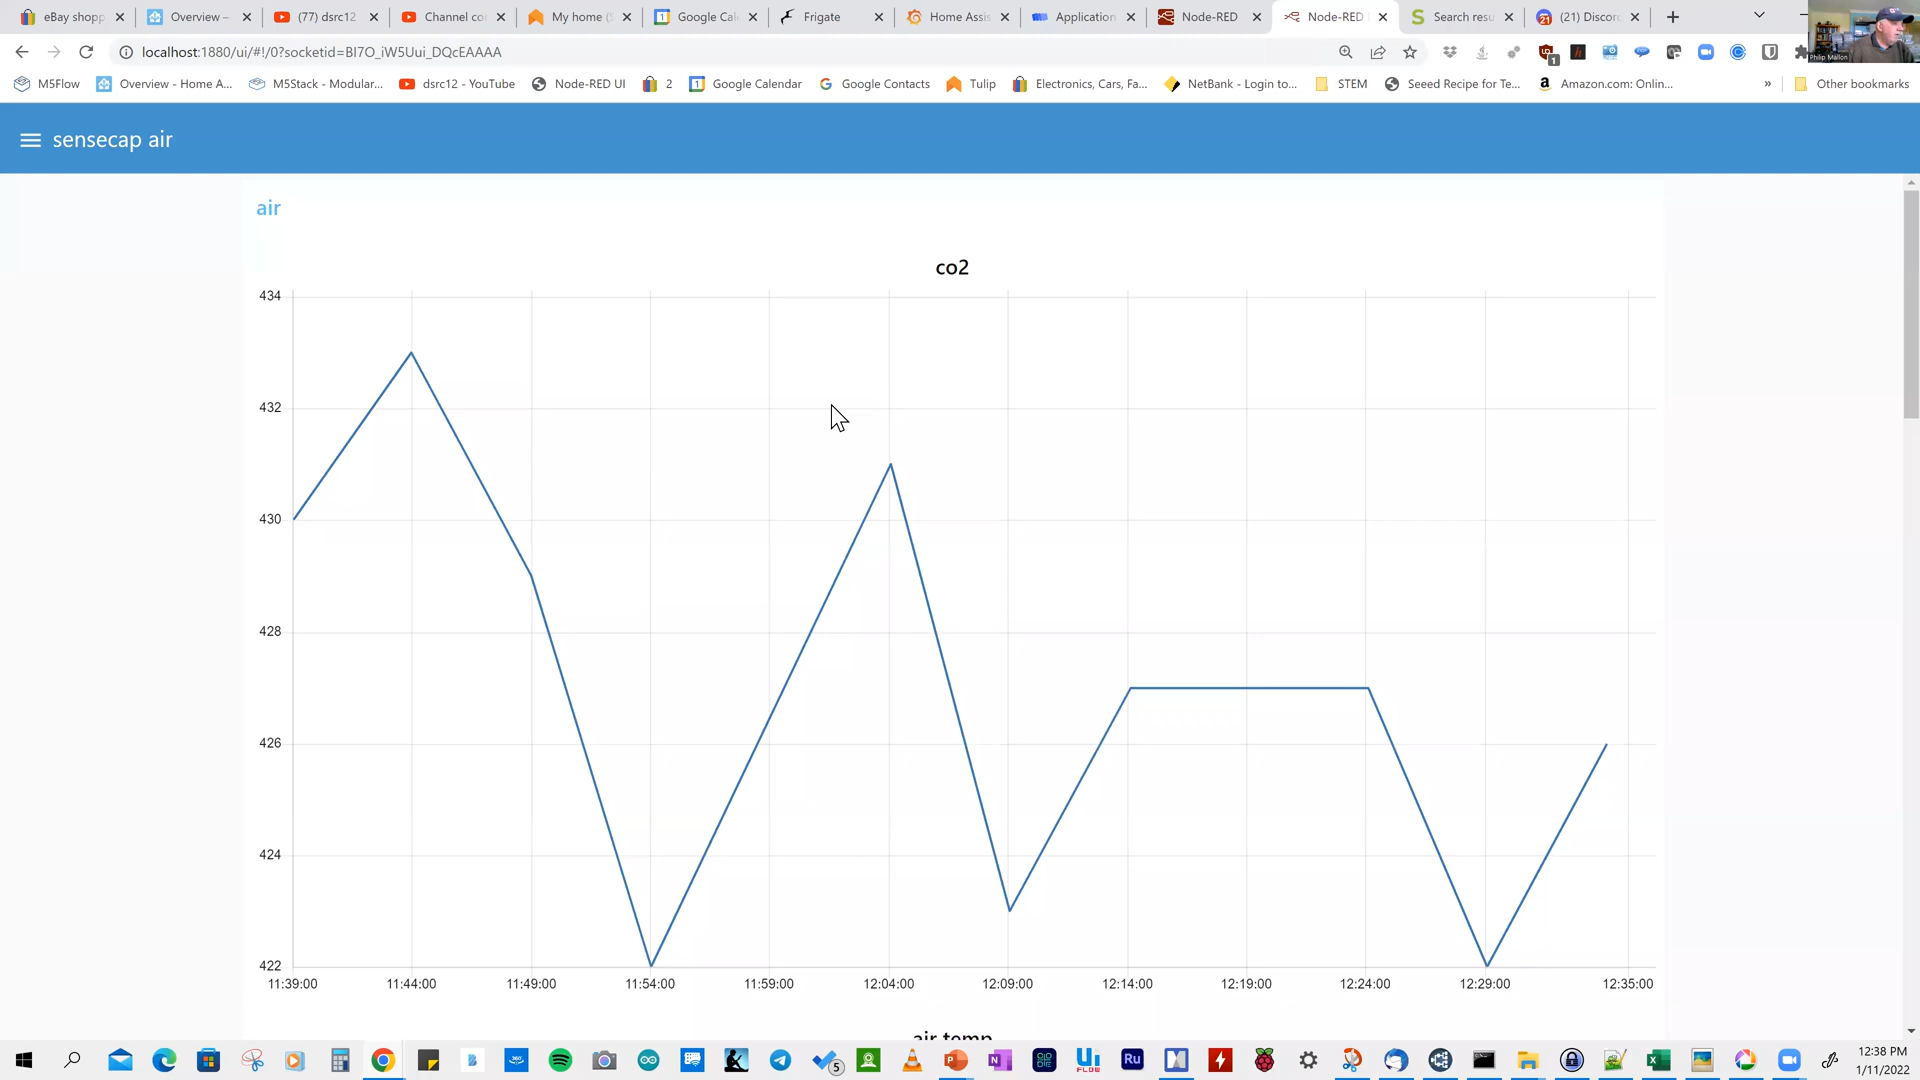 eBay shopp
Overview –
(77) dsrc12
Channel co
My home (
Google Cal
Frigate
Home Assis
Application
Node-RED
Node-RED
Search resu
(21) Discor
localhost:1880/ui/#!/0?socketid=BI7O_iW5Uui_DQcEAAAA
1
Philip Mallon
M5Flow
Overview - Home A...
M5Stack - Modular...
dsrc12 - YouTube
Node-RED UI
2
Google Calendar
Google Contacts
Tulip
Electronics, Cars, Fa...
NetBank - Login to...
STEM
Seeed Recipe for Te...
Amazon.com: Onlin...
»
Other bookmarks
sensecap air
air
co2
434
432
430
428
426
424
422
11:39:00
11:44:00
11:49:00
11:54:00
11:59:00
12:04:00
12:09:00
12:14:00
12:19:00
12:24:00
12:29:00
12:35:00
air temp
12:38 PM
1/11/2022